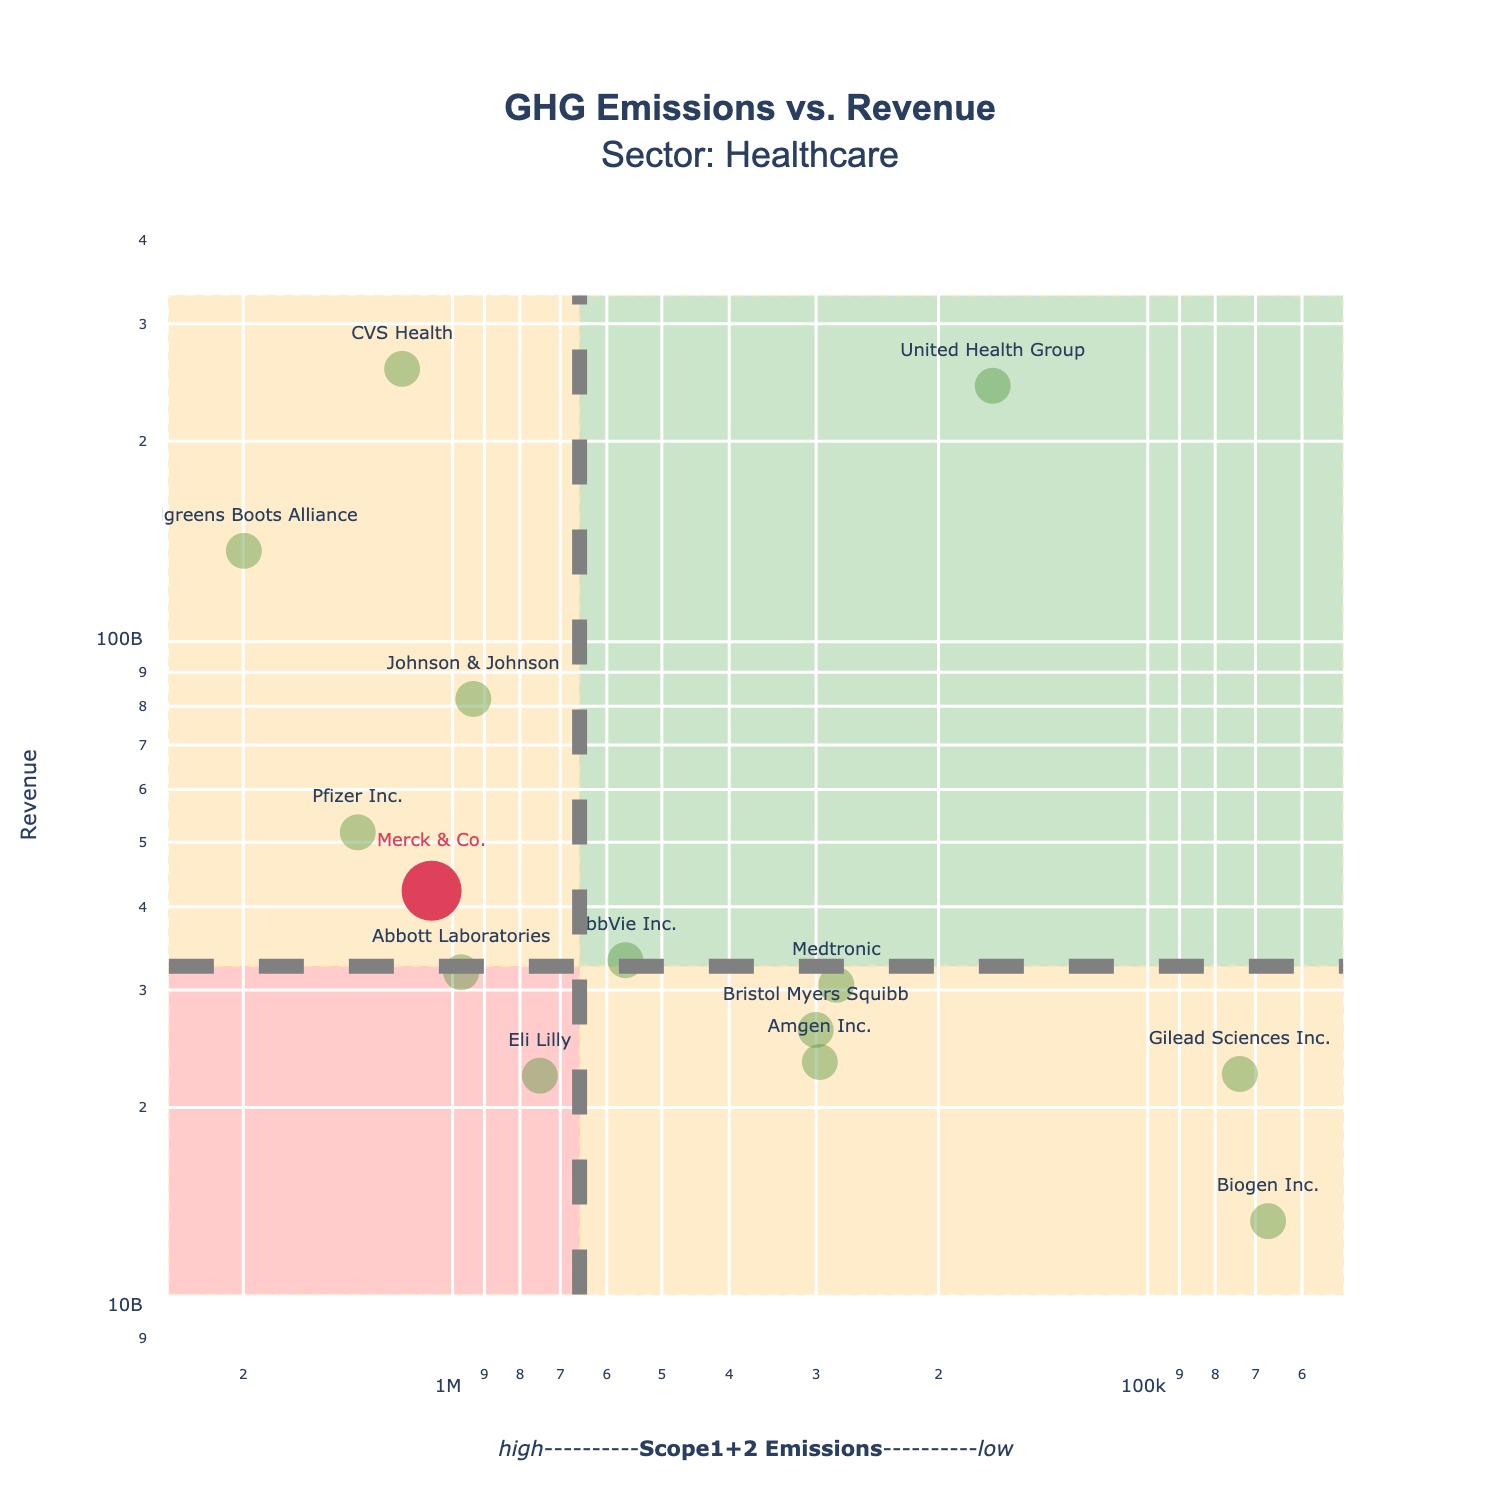 GHG Emissions vs. Revenue
Sector: Healthcare
4
3
2
100B
9
8
7
6
5
4
3
2
10B
9
Revenue
CVS Health
United Health Group
greens Boots Alliance
Johnson & Johnson
Pfizer Inc.
Merck & Co.
bbVie Inc.
Abbott Laboratories
Medtronic
Bristol Myers Squibb
Amgen Inc.
Eli Lilly
Gilead Sciences Inc.
Biogen Inc.
2 1M 9 8 7 6 5 4 3 2 100k 9 8 7 6
high----------Scope1+2 Emissions----------low